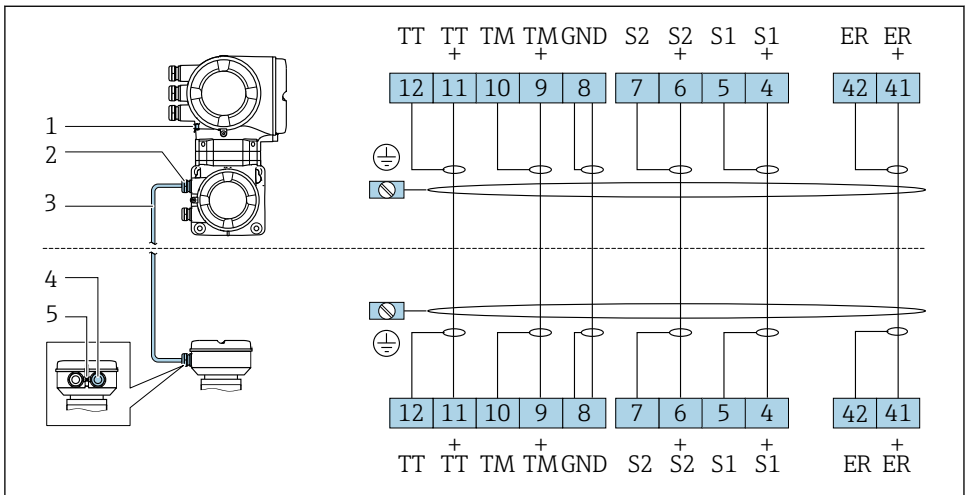 TT TT TM TM GND S2 S2 S1 S1 ER ER
+ + + + +
12 11 10 9 8 7 6 5 4 42 41
1
2
3
4
5
12 11 10 9 8 7 6 5 4 42 41
+ + + + +
TT TT TM TM GND S2 S2 S1 S1 ER ER